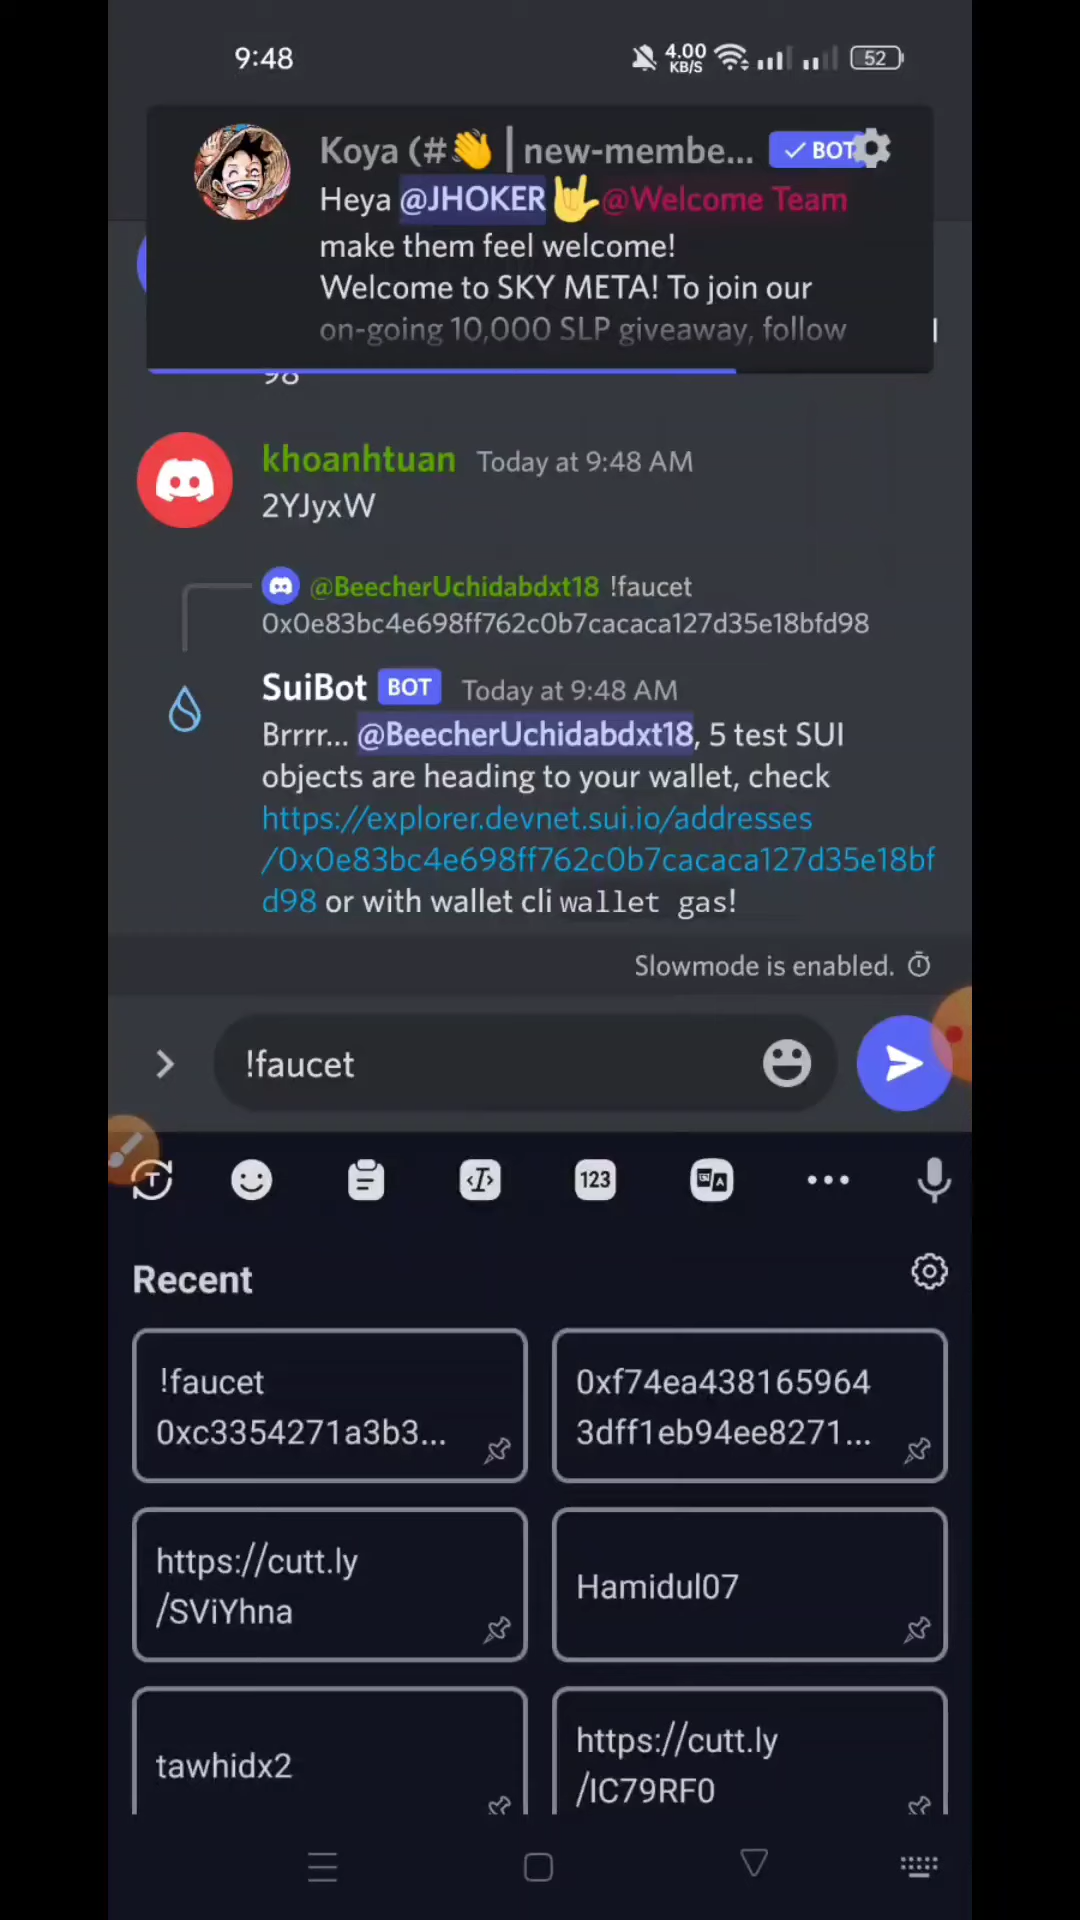 9:48
4.00
KB/S
52
Koya (#👋 | new-membe... ✓ BOT
Heya @JHOKER🤟@Welcome Team
make them feel welcome!
Welcome to SKY META! To join our
on-going 10,000 SLP giveaway, follow
98
khoanhtuan Today at 9:48 AM
2YJyxW
@BeecherUchidabdxt18 !faucet
0x0e83bc4e698ff762c0b7cacaca127d35e18bfd98
SuiBot BOT Today at 9:48 AM
Brrrr... @BeecherUchidabdxt18, 5 test SUI
objects are heading to your wallet, check
https://explorer.devnet.sui.io/addresses
/0x0e83bc4e698ff762c0b7cacaca127d35e18bf
d98 or with wallet cli wallet gas!
Slowmode is enabled.
!faucet
123
Recent
!faucet
0xc3354271a3b3...
0xf74ea438165964
3dff1eb94ee8271...
https://cutt.ly
/SViYhna
Hamidul07
tawhidx2
https://cutt.ly
/IC79RF0